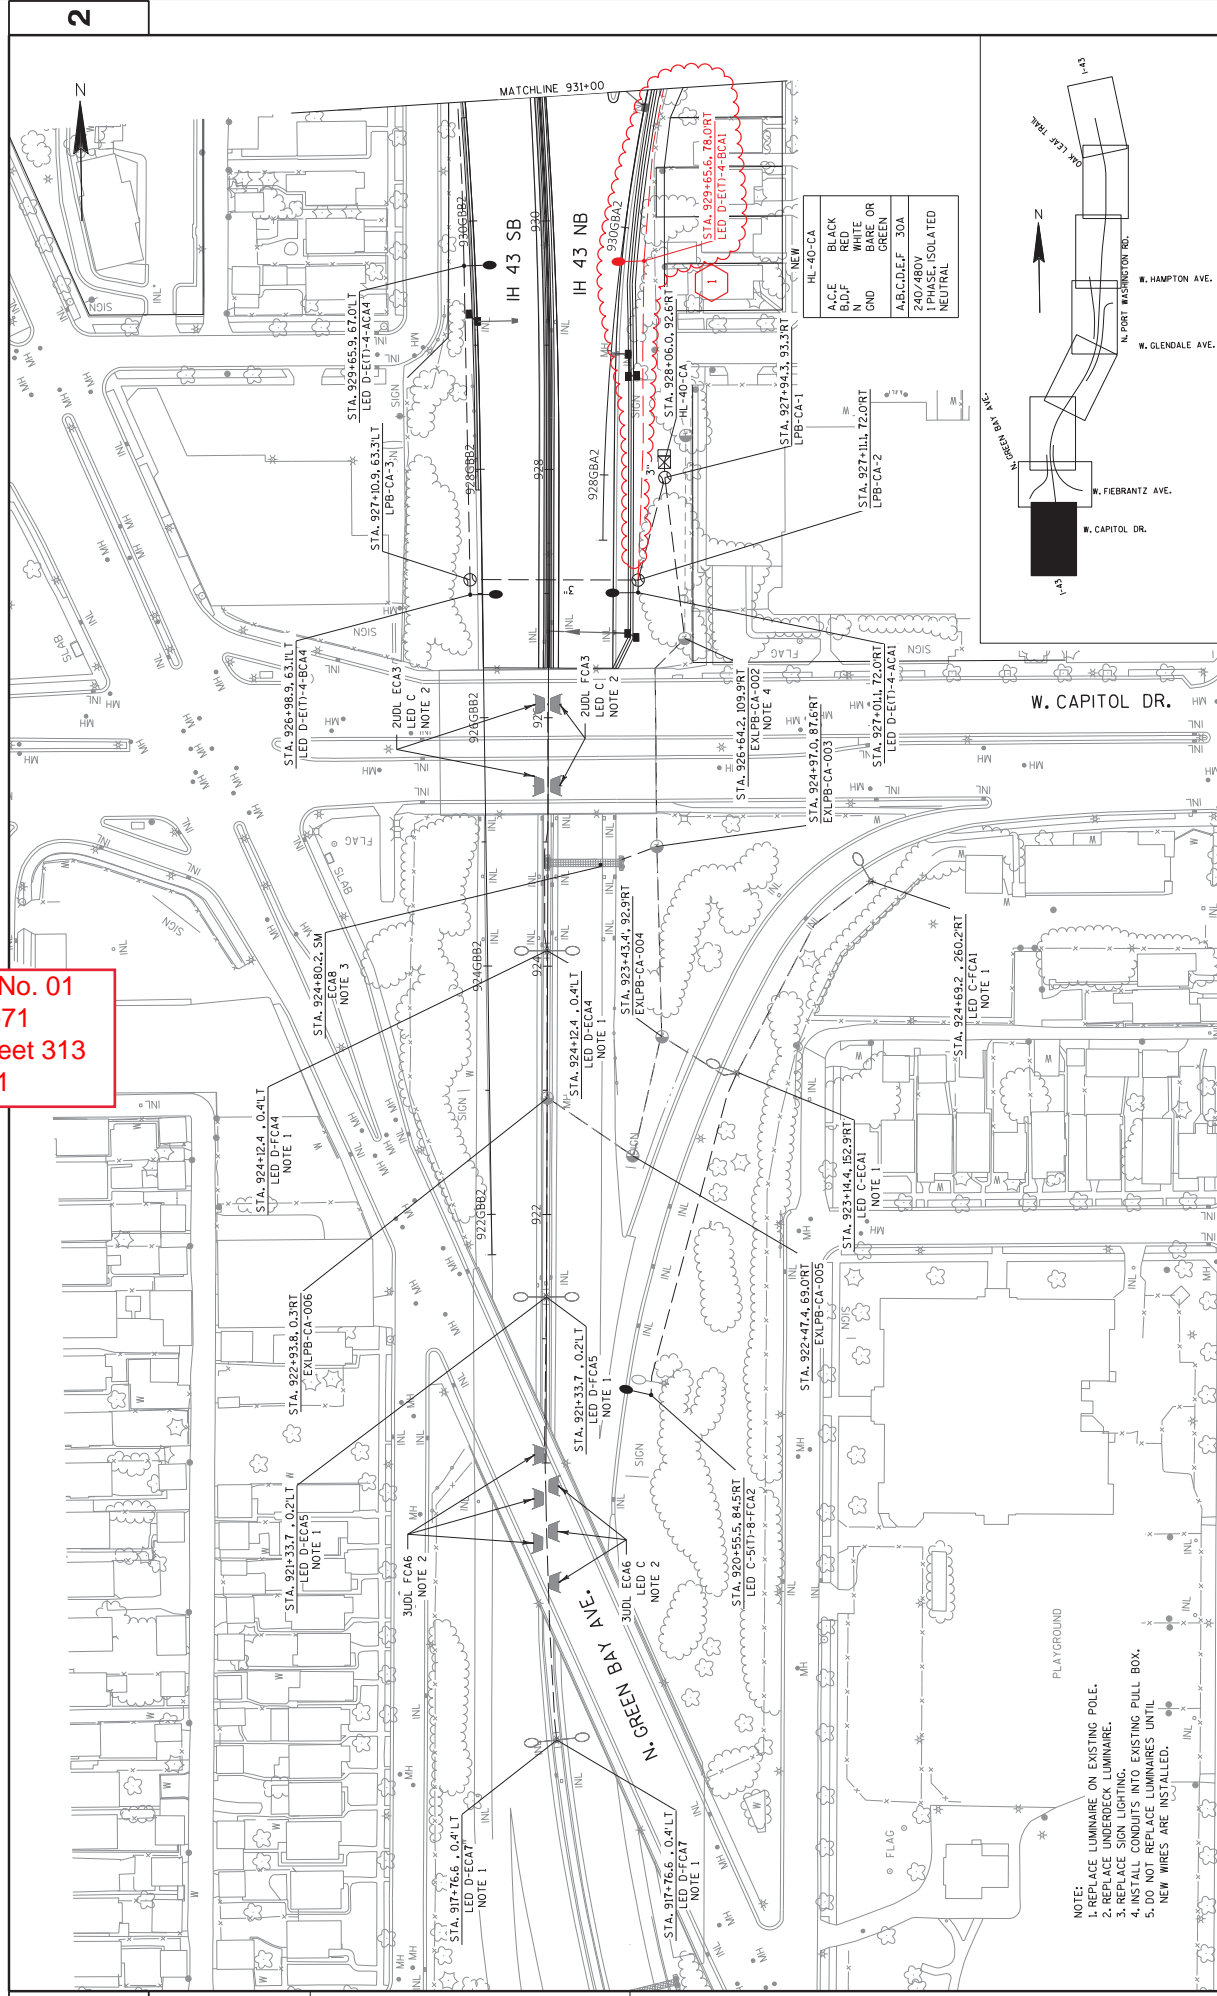 2
N
MATCHLINE 931+00
IH 43 SB
IH 43 NB
930GBB2
930
930GBA2
928GBB2
928
928GBA2
STA. 929+65.9, 67.0'LT
LED D-E(T)-4-ACA4
STA. 929+65.6, 78.0'RT
LED D-E(T)-4-BCA1
1
STA. 927+10.9, 63.3'LT
LPB-CA-3
STA. 928+06.0, 92.6'RT
HL-40-CA
STA. 927+94.3, 93.3'RT
LPB-CA-1
STA. 927+11.1, 72.0'RT
LPB-CA-2
3"
3"
NEW
HL-40-CA
A,C,E BLACK
B,D,F RED
N WHITE
GND BARE OR
GREEN
A,B,C,D,E,F 30A
240/480V
1 PHASE, ISOLATED
NEUTRAL
STA. 926+98.9, 63.1'LT
LED D-E(T)-4-BCA4
2UDL ECA3
LED C
NOTE 2
2UDL FCA3
LED C
NOTE 2
926GBB2
STA. 926+64.2, 109.9'RT
EXLPB-CA-002
NOTE 4
STA. 924+97.0, 87.6'RT
EXLPB-CA-003
STA. 927+01.1, 72.0'RT
LED D-E(T)-4-ACA1
W. CAPITOL DR.
STA. 924+80.2, SM
ECA8
NOTE 3
924GBB2
924
STA. 923+43.4, 92.9'RT
EXLPB-CA-004
STA. 924+12.4, 0.4'LT
LED D-ECA4
NOTE 1
STA. 924+69.2, 260.2'RT
LED C-FCA1
NOTE 1
STA. 924+12.4, 0.4'LT
LED D-FCA4
NOTE 1
922GBB2
922
STA. 923+14.4, 152.9'RT
LED C-ECA1
NOTE 1
STA. 922+93.8, 0.3'RT
EXLPB-CA-006
STA. 922+47.4, 69.0'RT
EXLPB-CA-005
STA. 921+33.7, 0.2'LT
LED D-FCA5
NOTE 1
STA. 921+33.7, 0.2'LT
LED D-ECA5
NOTE 1
3UDL FCA6
NOTE 2
3UDL ECA6
LED C
NOTE 2
STA. 920+55.5, 84.5'RT
LED C-5(T)-8-FCA2
N. GREEN BAY AVE.
STA. 917+76.6, 0.4'LT
LED D-ECA7
NOTE 1
STA. 917+76.6, 0.4'LT
LED D-FCA7
NOTE 1
PLAYGROUND
FLAG
SLAB
BATS
SIGN
INL
MH
W
NOTE:
1. REPLACE LUMINAIRE ON EXISTING POLE.
2. REPLACE UNDERDECK LUMINAIRE.
3. REPLACE SIGN LIGHTING.
4. INSTALL CONDUITS INTO EXISTING PULL BOX.
5. DO NOT REPLACE LUMINAIRES UNTIL
NEW WIRES ARE INSTALLED.
No. 01
71
eet 313
1
I-43
OAK LEAF TRAIL
N
N. PORT WASHINGTON RD.
W. HAMPTON AVE.
W. GLENDALE AVE.
N. GREEN BAY AVE.
W. FIEBRANTZ AVE.
W. CAPITOL DR.
I-43